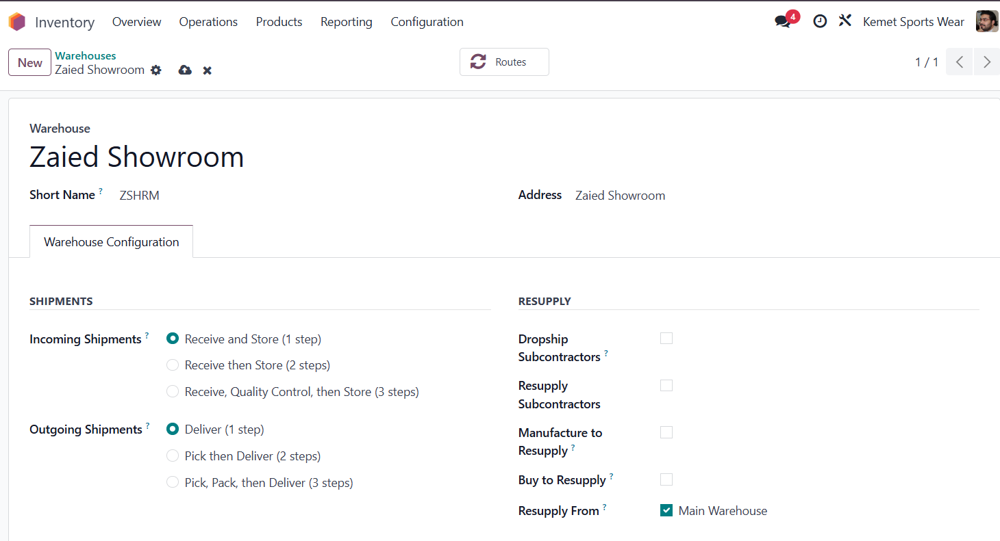 Inventory Overview Operations Products Reporting Configuration 4 Kemet Sports Wear
New Warehouses
Zaied Showroom
Routes
1 / 1
Warehouse
Zaied Showroom
Short Name ? ZSHRM
Address Zaied Showroom
Warehouse Configuration
SHIPMENTS
Incoming Shipments ? Receive and Store (1 step)
Receive then Store (2 steps)
Receive, Quality Control, then Store (3 steps)
Outgoing Shipments ? Deliver (1 step)
Pick then Deliver (2 steps)
Pick, Pack, then Deliver (3 steps)
RESUPPLY
Dropship
Subcontractors ?
Resupply
Subcontractors
Manufacture to
Resupply ?
Buy to Resupply ?
Resupply From ? Main Warehouse